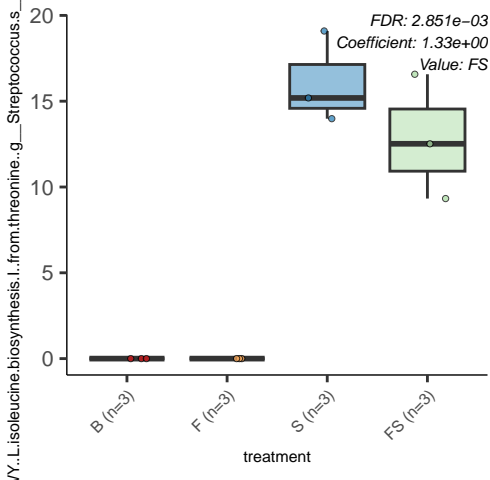 FDR: 2.851e−03
Coefficient: 1.33e+00
Value: FS
20
15
10
5
0
Y..L.isoleucine.biosynthesis.I..from.threonine..g__Streptococcus.s_
B (n=3)
F (n=3)
S (n=3)
FS (n=3)
treatment